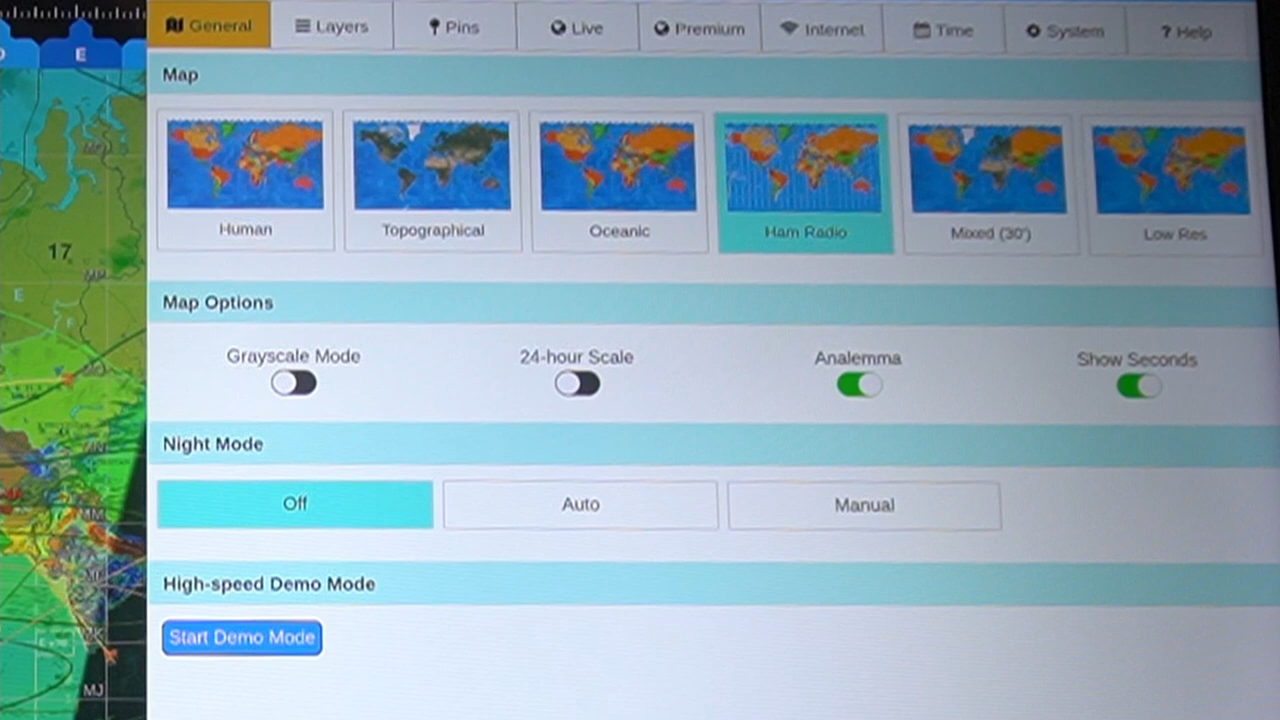 General Layers Pins Live Premium Internet Time System ? Help
E
Map
Human Topographical Oceanic Ham Radio Mixed (30') Low Res
17
E
Map Options
Grayscale Mode 24-hour Scale Analemma Show Seconds
Night Mode
Off Auto Manual
MM
High-speed Demo Mode
Start Demo Mode
MJ